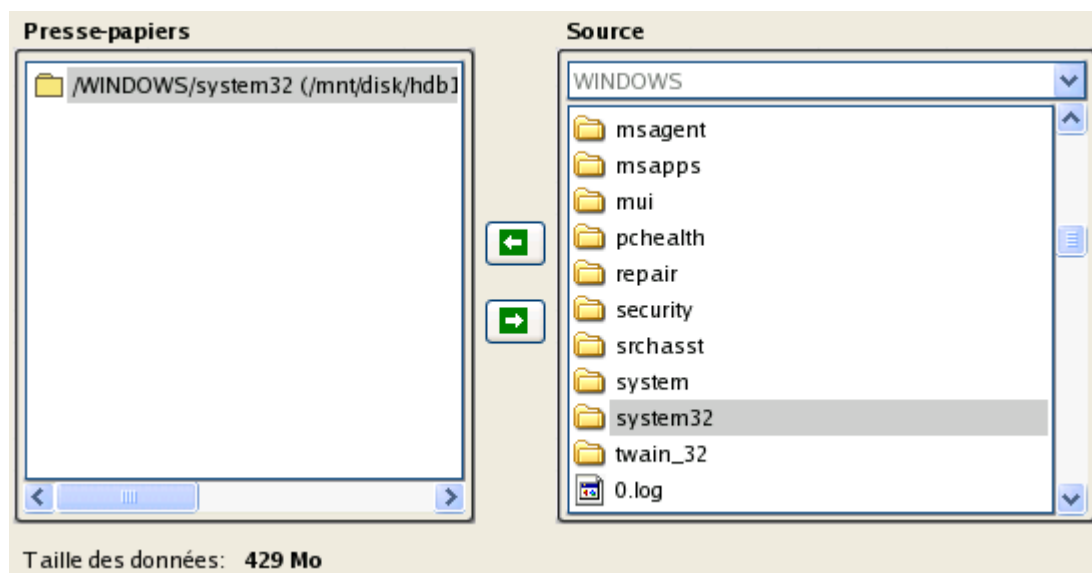 Presse-papiers
/WINDOWS/system32 (/mnt/disk/hdb1
Source
WINDOWS
msagent
msapps
mui
pchealth
repair
security
srchasst
system
system32
twain_32
0.log
Taille des données: 429 Mo